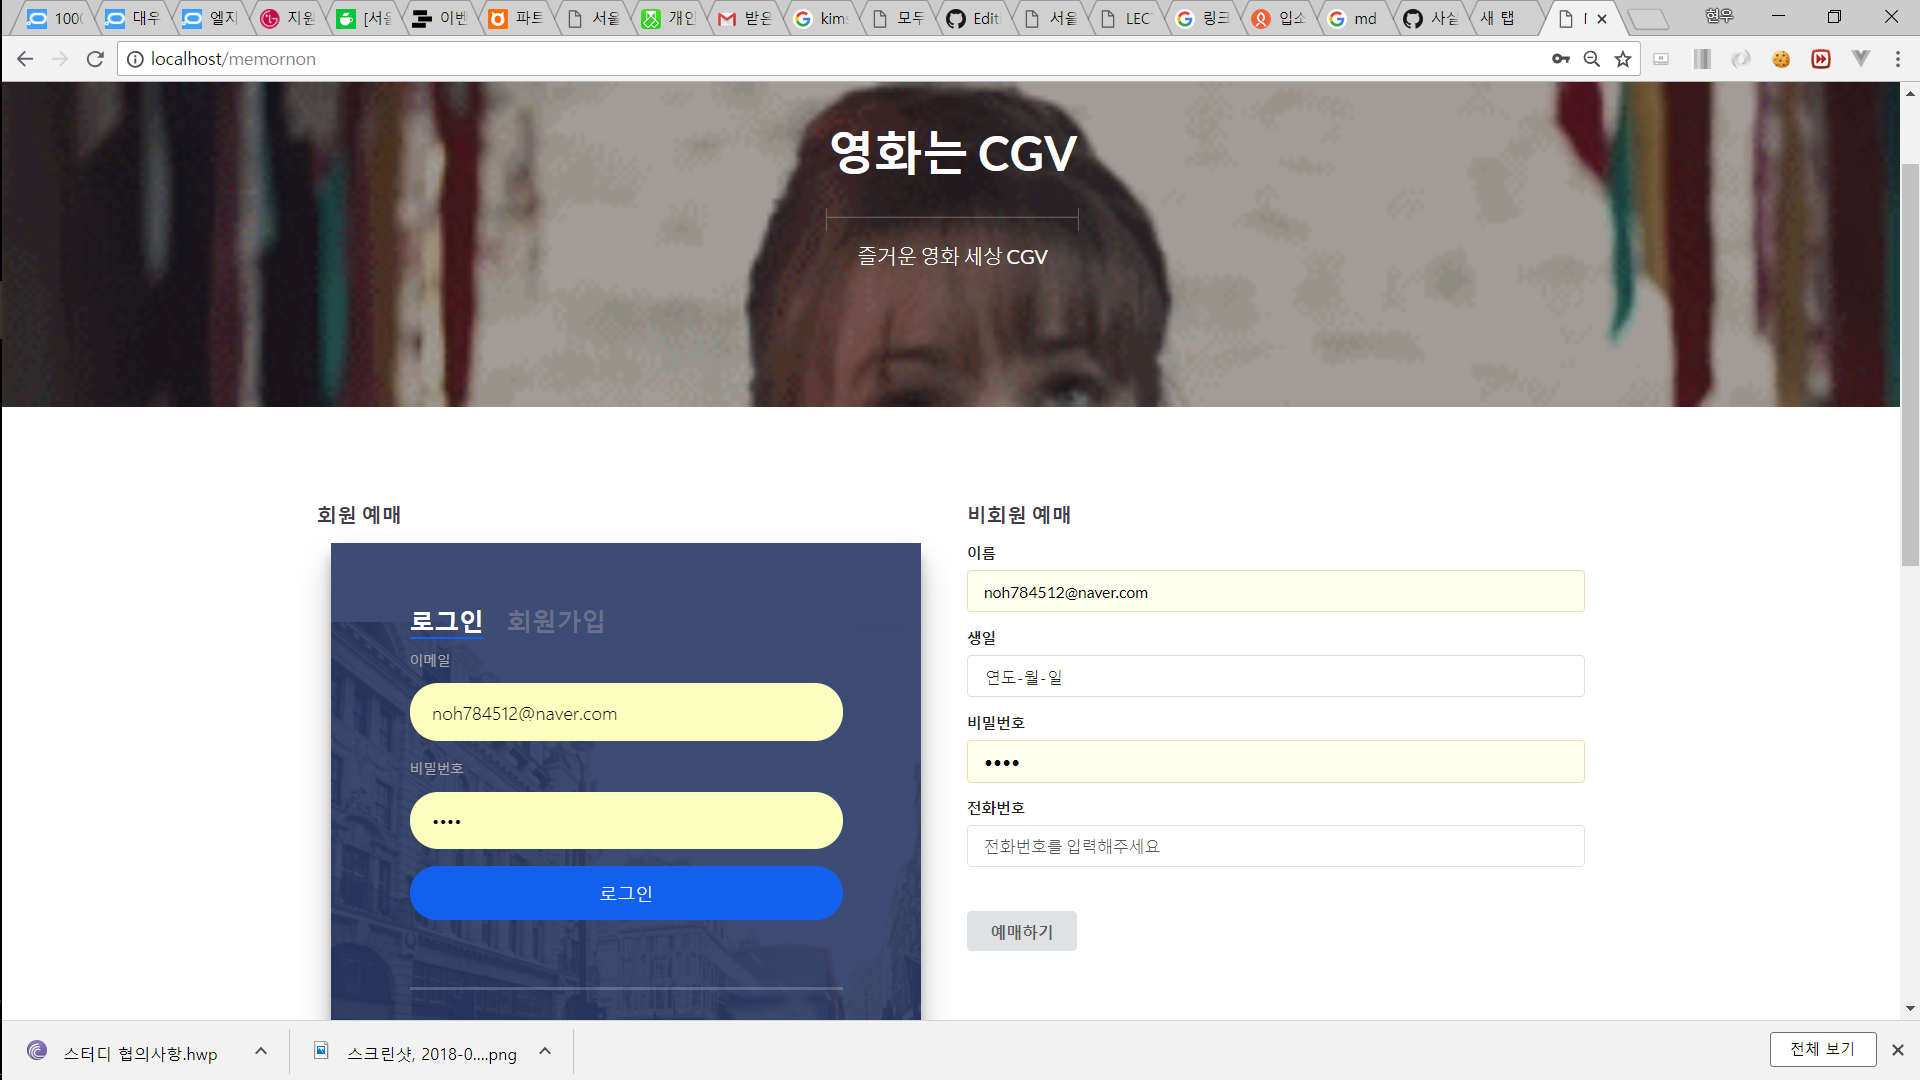 100
대우
엘지
지원
[서울
이벤
파트
서울
개인
받은
kims
모두
Editi
서울
LECT
링크
입소
md
사실
새 탭
현우
localhost/memornon
영화는 CGV
즐거운 영화 세상 CGV
회원 예매
로그인 회원가입
이메일
noh784512@naver.com
비밀번호
••••
로그인
비회원 예매
이름
noh784512@naver.com
생일
연도-월-일
비밀번호
••••
전화번호
전화번호를 입력해주세요
예매하기
스터디 협의사항.hwp
스크린샷, 2018-0....png
전체 보기